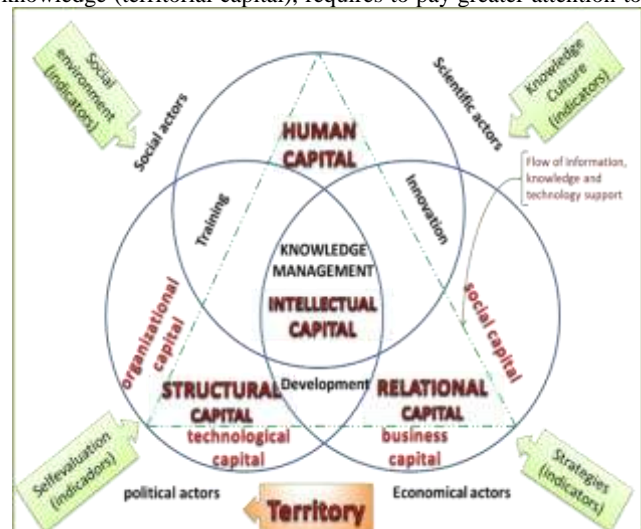 knowledge (territorial capital), requires to pay greater attention to
Social
environment
(indicators)
Social actors
Scientific actors
Knowledge
Culture
(indicators)
HUMAN
CAPITAL
Flow of information,
knowledge and
technology support
Training
Innovation
KNOWLEDGE
MANAGEMENT
INTELLECTUAL
CAPITAL
organizational
capital
social capital
STRUCTURAL
CAPITAL
Development
RELATIONAL
CAPITAL
technological
capital
business
capital
Selfevaluation
(indicadors)
Strategies
(indicators)
political actors
Territory
Economical actors